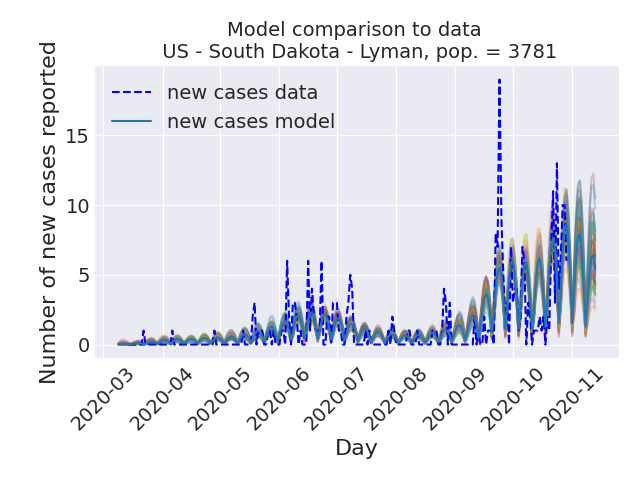 Model comparison to data
US - South Dakota - Lyman, pop. = 3781
new cases data
new cases model
Number of new cases reported
15
10
5
0
2020-03
2020-04
2020-05
2020-06
2020-07
2020-08
2020-09
2020-10
2020-11
Day